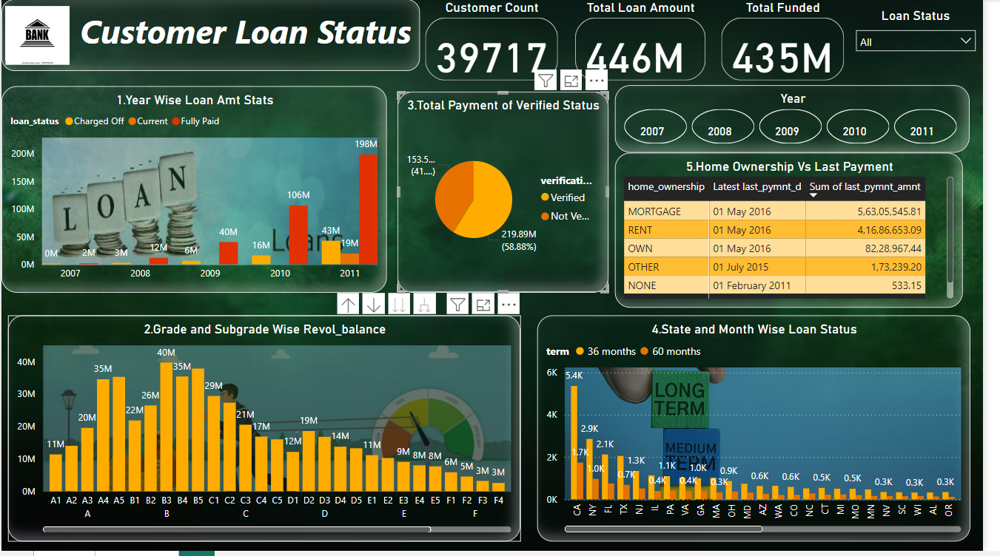 BANK
Customer Loan Status
Customer Count
39717
Total Loan Amount
446M
Total Funded
435M
Loan Status
All
1.Year Wise Loan Amt Stats
loan_status Charged Off Current Fully Paid
200M
150M
100M
50M
0M
0M 2M 3M 12M 6M 40M 16M 106M 43M 19M 198M
LOAN
Loans
2007 2008 2009 2010 2011
3.Total Payment of Verified Status
153.5...
(41....)
219.89M
(58.88%)
verificati...
Verified
Not Ve...
Year
2007 2008 2009 2010 2011
5.Home Ownership Vs Last Payment
home_ownership Latest last_pymnt_d Sum of last_pymnt_amnt
MORTGAGE 01 May 2016 5,63,05,545.81
RENT 01 May 2016 4,16,86,653.09
OWN 01 May 2016 82,28,967.44
OTHER 01 July 2015 1,73,239.20
NONE 01 February 2011 533.15
2.Grade and Subgrade Wise Revol_balance
40M
30M
20M
10M
0M
11M 20M 35M 22M 26M 40M 35M 29M 21M 17M 12M 19M 14M 11M 9M 8M 8M 6M 5M 3M 3M
GOOD
A1 A2 A3 A4 A5 B1 B2 B3 B4 B5 C1 C2 C3 C4 C5 D1 D2 D3 D4 D5 E1 E2 E3 E4 E5 F1 F2 F3 F4
A B C D E F
4.State and Month Wise Loan Status
term 36 months 60 months
6K
4K
2K
0K
5.4K 1.7K 2.9K 1.0K 2.1K 0.7K 1.3K 0.4K 1.1K 0.4K 1.0K 0.3K 0.9K 0.6K 0.6K 0.5K 0.5K 0.3K 0.3K 0.3K
LONG
TERM
MEDIUM
TERM
CA NY FL TX NJ IL PA VA GA MA OH MD AZ WA CO NC CT MI MO MN NV SC WI AL OR